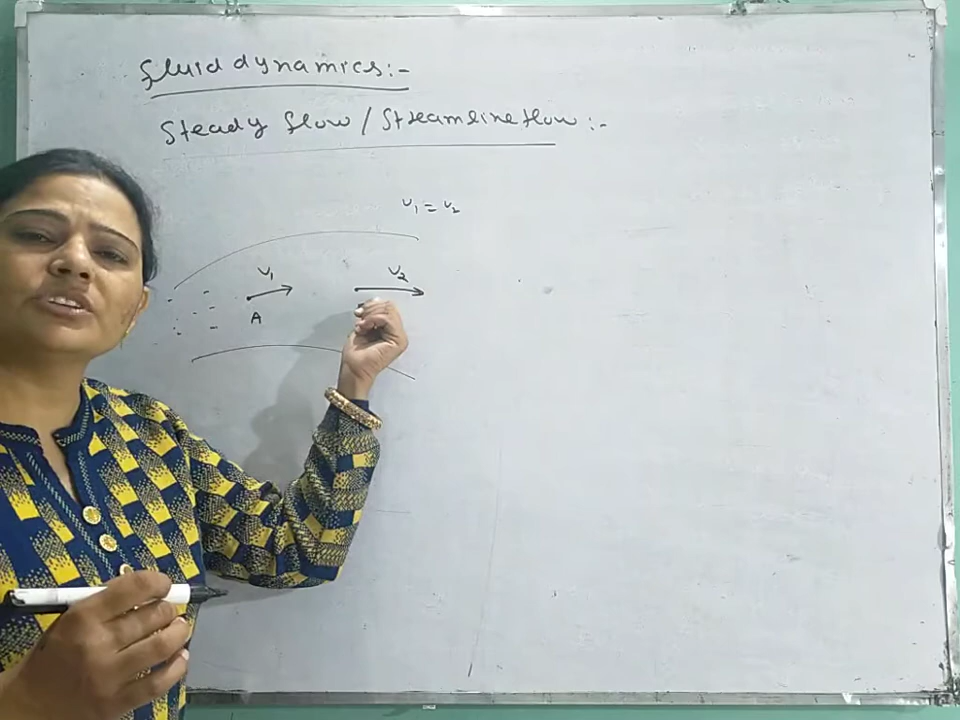 fluid dynamics:-
Steady flow / Streamline flow :-
v₁ = v₂
v₁
v₂
A